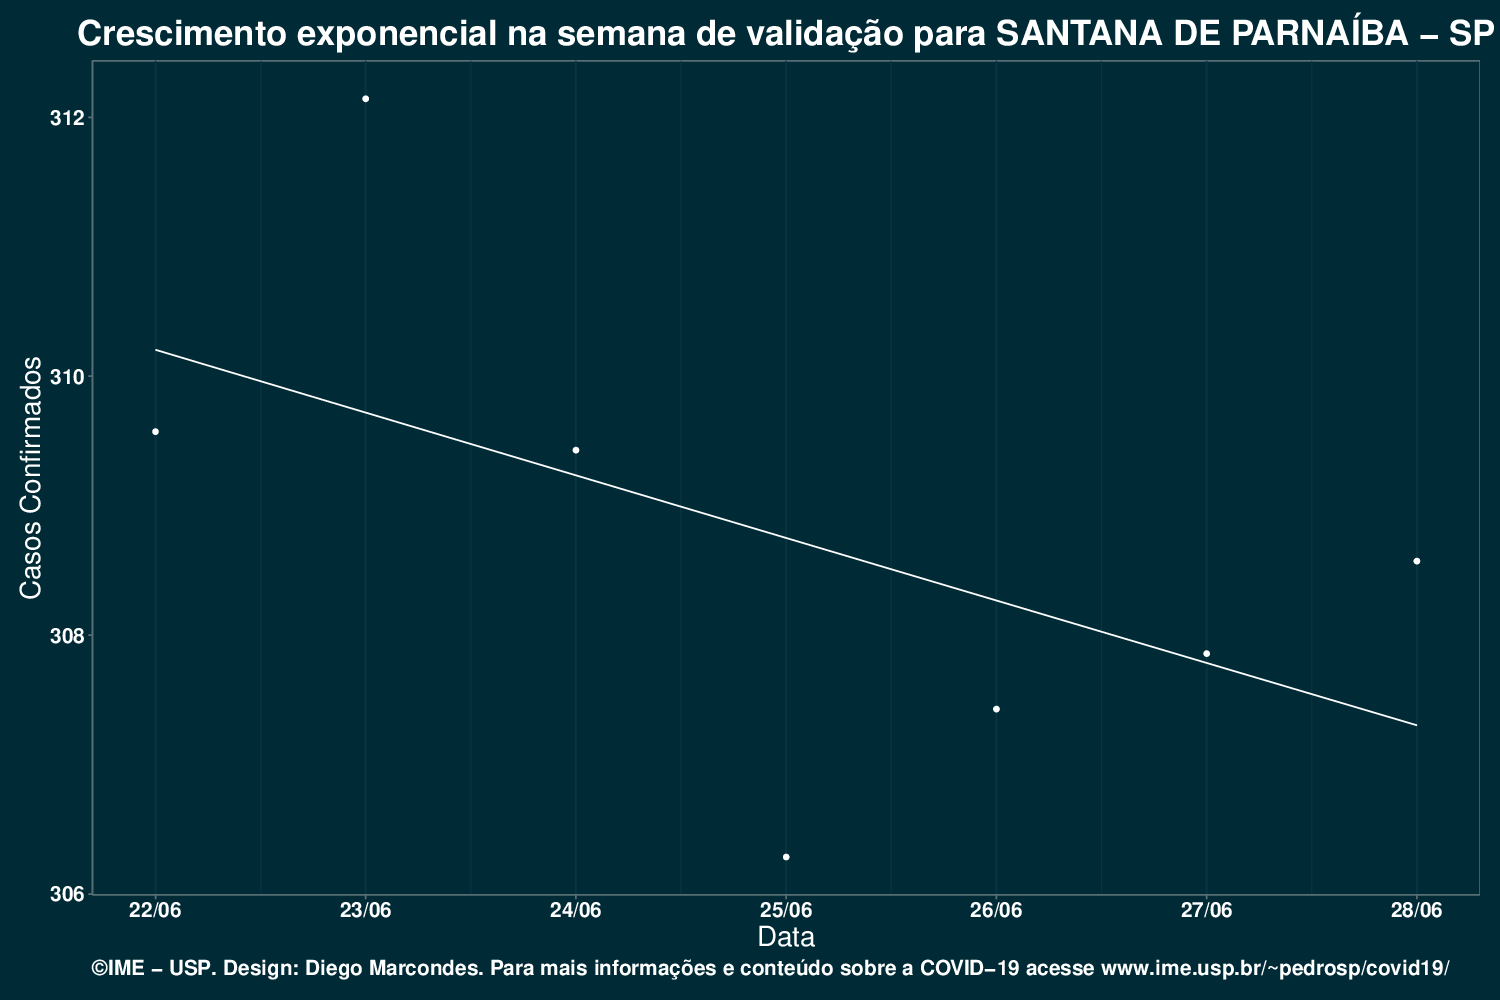 Crescimento exponencial na semana de validação para SANTANA DE PARNAÍBA – SP
312
310
308
306
Casos Confirmados
22/06 23/06 24/06 25/06 26/06 27/06 28/06
Data
©IME – USP. Design: Diego Marcondes. Para mais informações e conteúdo sobre a COVID–19 acesse www.ime.usp.br/~pedrosp/covid19/